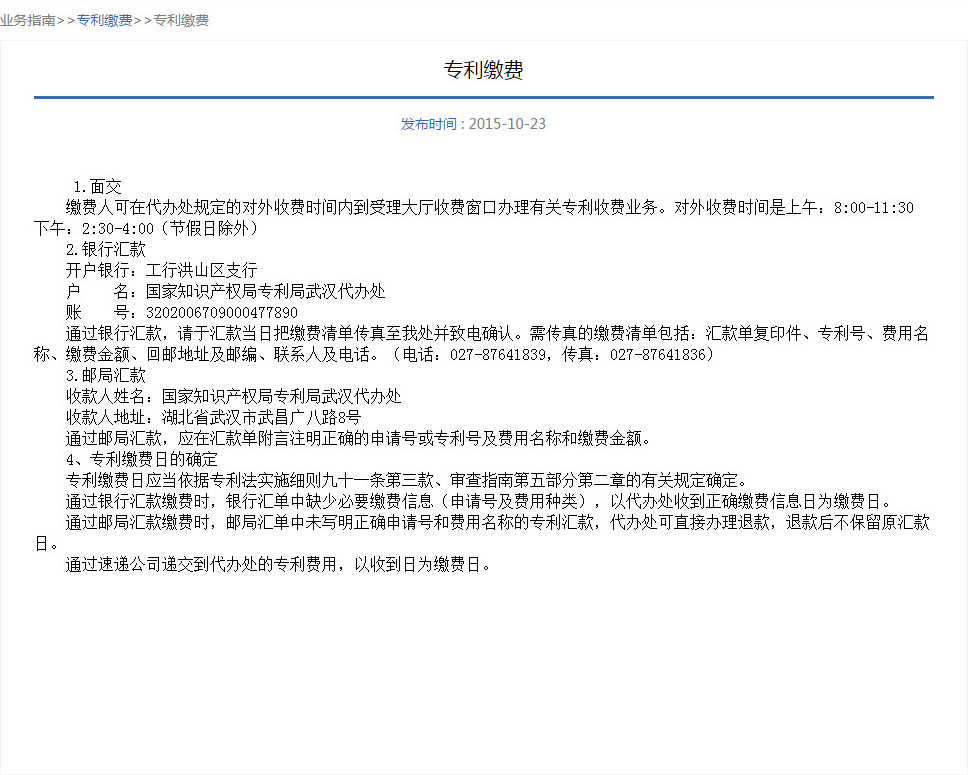 业务指南>>专利缴费>>专利缴费
专利缴费
发布时间 : 2015-10-23
1.面交
缴费人可在代办处规定的对外收费时间内到受理大厅收费窗口办理有关专利收费业务。对外收费时间是上午：8:00-11:30
下午：2:30-4:00（节假日除外）
2.银行汇款
开户银行：工行洪山区支行
户　　名：国家知识产权局专利局武汉代办处
账　　号：3202006709000477890
通过银行汇款，请于汇款当日把缴费清单传真至我处并致电确认。需传真的缴费清单包括：汇款单复印件、专利号、费用名
称、缴费金额、回邮地址及邮编、联系人及电话。（电话：027-87641839，传真：027-87641836）
3.邮局汇款
收款人姓名：国家知识产权局专利局武汉代办处
收款人地址：湖北省武汉市武昌广八路8号
通过邮局汇款，应在汇款单附言注明正确的申请号或专利号及费用名称和缴费金额。
4、专利缴费日的确定
专利缴费日应当依据专利法实施细则九十一条第三款、审查指南第五部分第二章的有关规定确定。
通过银行汇款缴费时，银行汇单中缺少必要缴费信息（申请号及费用种类），以代办处收到正确缴费信息日为缴费日。
通过邮局汇款缴费时，邮局汇单中未写明正确申请号和费用名称的专利汇款，代办处可直接办理退款，退款后不保留原汇款
日。
通过速递公司递交到代办处的专利费用，以收到日为缴费日。